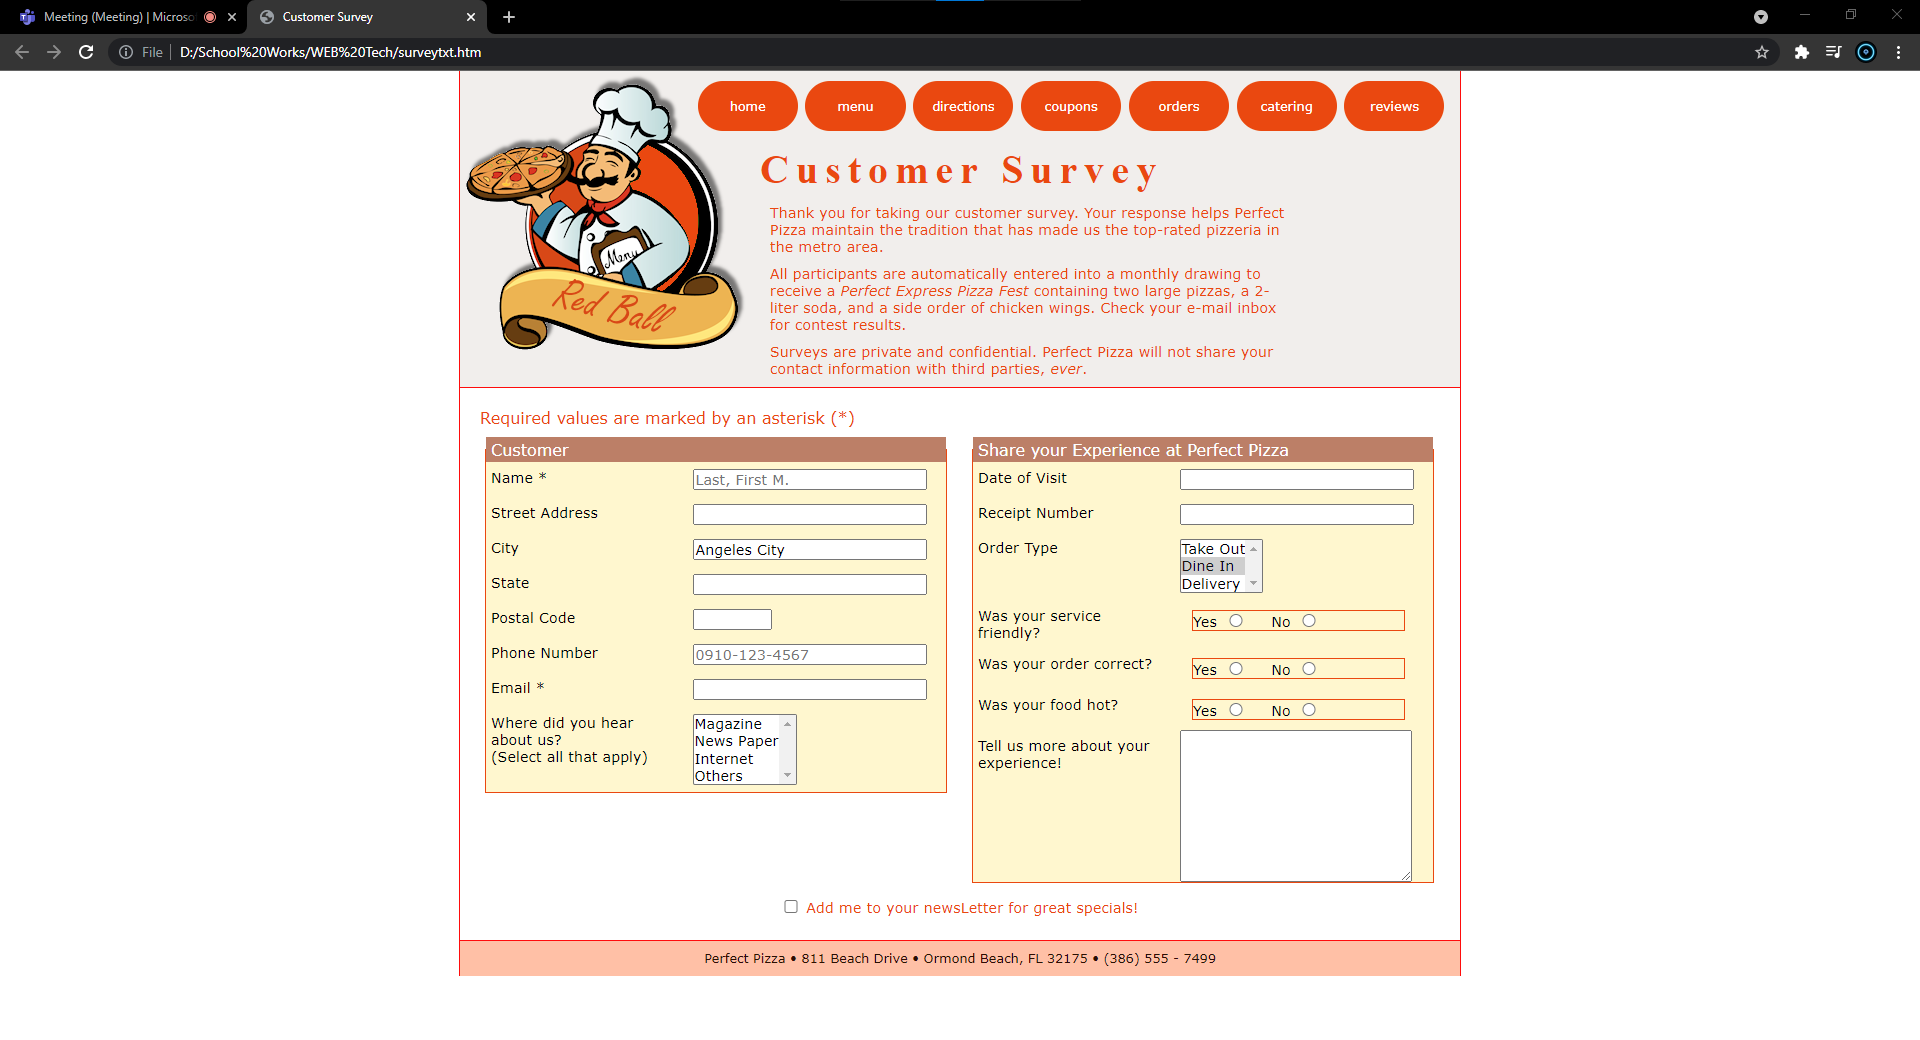 Meeting (Meeting) | Microso
Customer Survey
File
D:/School%20Works/WEB%20Tech/surveytxt.htm
home
menu
directions
coupons
orders
catering
reviews
Menu
Red Ball
Customer Survey
Thank you for taking our customer survey. Your response helps Perfect
Pizza maintain the tradition that has made us the top-rated pizzeria in
the metro area.
All participants are automatically entered into a monthly drawing to
receive a Perfect Express Pizza Fest containing two large pizzas, a 2-
liter soda, and a side order of chicken wings. Check your e-mail inbox
for contest results.
Surveys are private and confidential. Perfect Pizza will not share your
contact information with third parties, ever.
Required values are marked by an asterisk (*)
Customer
Name *
Last, First M.
Street Address
City
Angeles City
State
Postal Code
Phone Number
0910-123-4567
Email *
Where did you hear
about us?
(Select all that apply)
Magazine
News Paper
Internet
Others
Share your Experience at Perfect Pizza
Date of Visit
Receipt Number
Order Type
Take Out
Dine In
Delivery
Was your service
friendly?
Yes No
Was your order correct?
Yes No
Was your food hot?
Yes No
Tell us more about your
experience!
Add me to your newsLetter for great specials!
Perfect Pizza • 811 Beach Drive • Ormond Beach, FL 32175 • (386) 555 - 7499